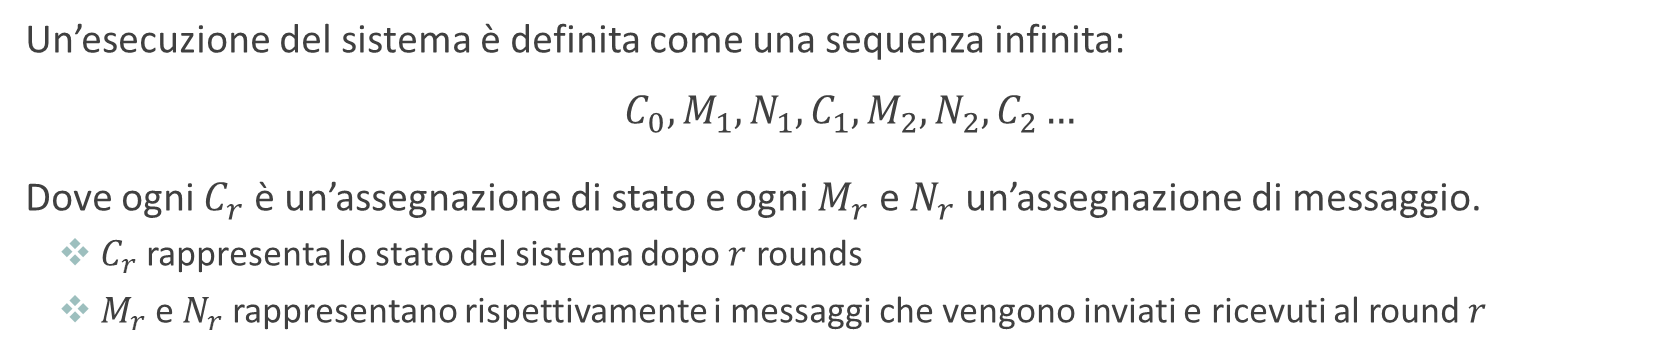 Un’esecuzione del sistema è definita come una sequenza infinita:
C₀, M₁, N₁, C₁, M₂, N₂, C₂ …
Dove ogni Cᵣ è un’assegnazione di stato e ogni Mᵣ e Nᵣ un’assegnazione di messaggio.
❖ Cᵣ rappresenta lo stato del sistema dopo r rounds
❖ Mᵣ e Nᵣ rappresentano rispettivamente i messaggi che vengono inviati e ricevuti al round r